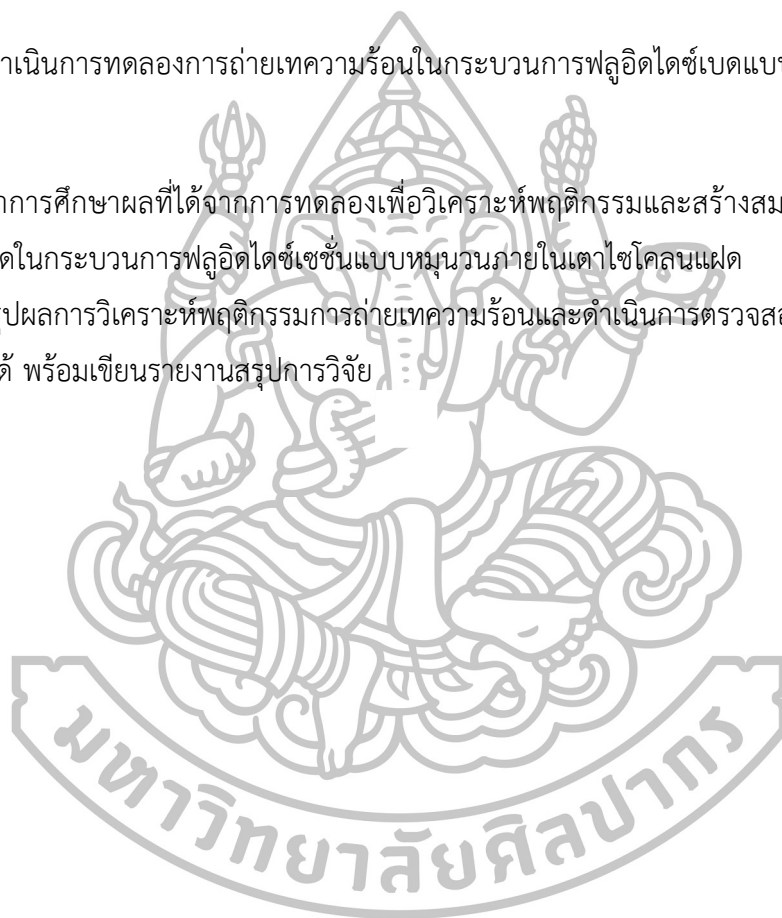 าเนินการทดลองการถ่ายเทความร้อนในกระบวนการฟลูอิดไดซ์เบดแบบ
าการศึกษาผลที่ได้จากการทดลองเพื่อวิเคราะห์พฤติกรรมและสร้างสม
ดในกระบวนการฟลูอิดไดซ์เซชั่นแบบหมุนวนภายในเตาไซโคลนแฝด
ปผลการวิเคราะห์พฤติกรรมการถ่ายเทความร้อนและดำเนินการตรวจส
ด้ พร้อมเขียนรายงานสรุปการวิจัย
มหาวิทยาลัยศิลปากร